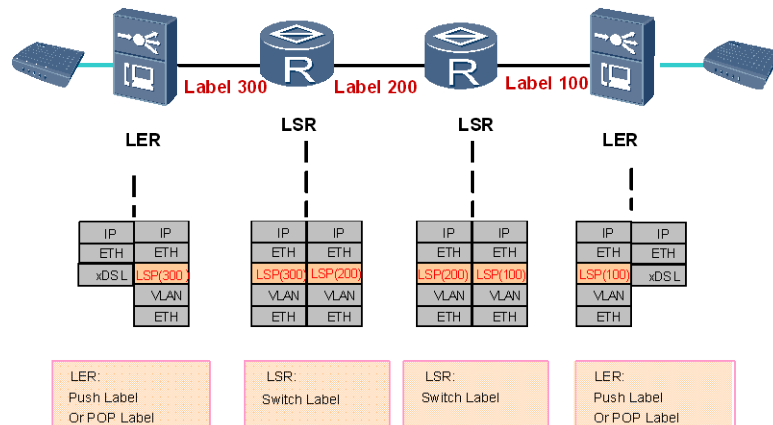 R
R
Label 300
Label 200
Label 100
LER
LSR
LSR
LER
IP
IP
ETH
ETH
xDSL
LSP(300)
VLAN
ETH
IP
IP
ETH
ETH
LSP(300)
LSP(200)
VLAN
VLAN
ETH
ETH
IP
IP
ETH
ETH
LSP(200)
LSP(100)
VLAN
VLAN
ETH
ETH
IP
IP
ETH
ETH
LSP(100)
xDSL
VLAN
ETH
LER:
Push Label
Or POP Label
LSR:
Switch Label
LSR:
Switch Label
LER:
Push Label
Or POP Label